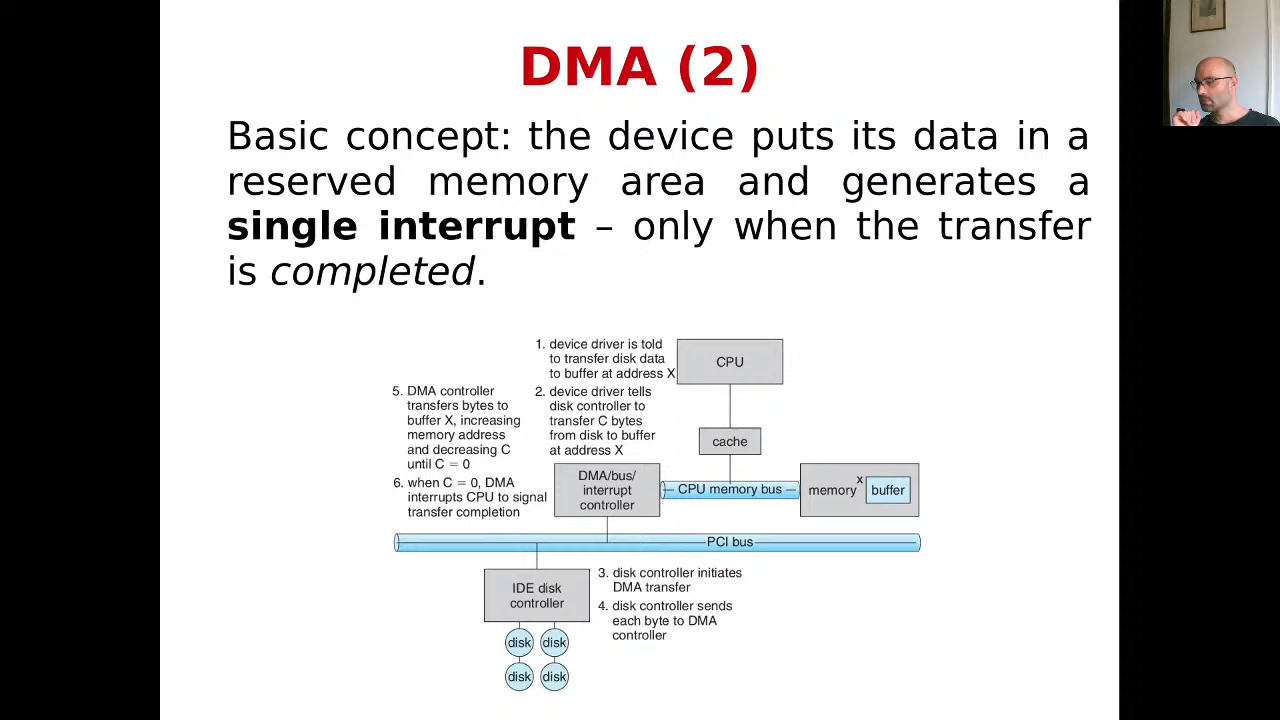 DMA (2)
Basic concept: the device puts its data in a
reserved memory area and generates a
single interrupt – only when the transfer
is completed.
1. device driver is told
to transfer disk data
to buffer at address X
2. device driver tells
disk controller to
transfer C bytes
from disk to buffer
at address X
5. DMA controller
transfers bytes to
buffer X, increasing
memory address
and decreasing C
until C = 0
6. when C = 0, DMA
interrupts CPU to signal
transfer completion
CPU
cache
DMA/bus/
interrupt
controller
CPU memory bus
memory
x
buffer
PCI bus
IDE disk
controller
3. disk controller initiates
DMA transfer
4. disk controller sends
each byte to DMA
controller
disk disk
disk disk